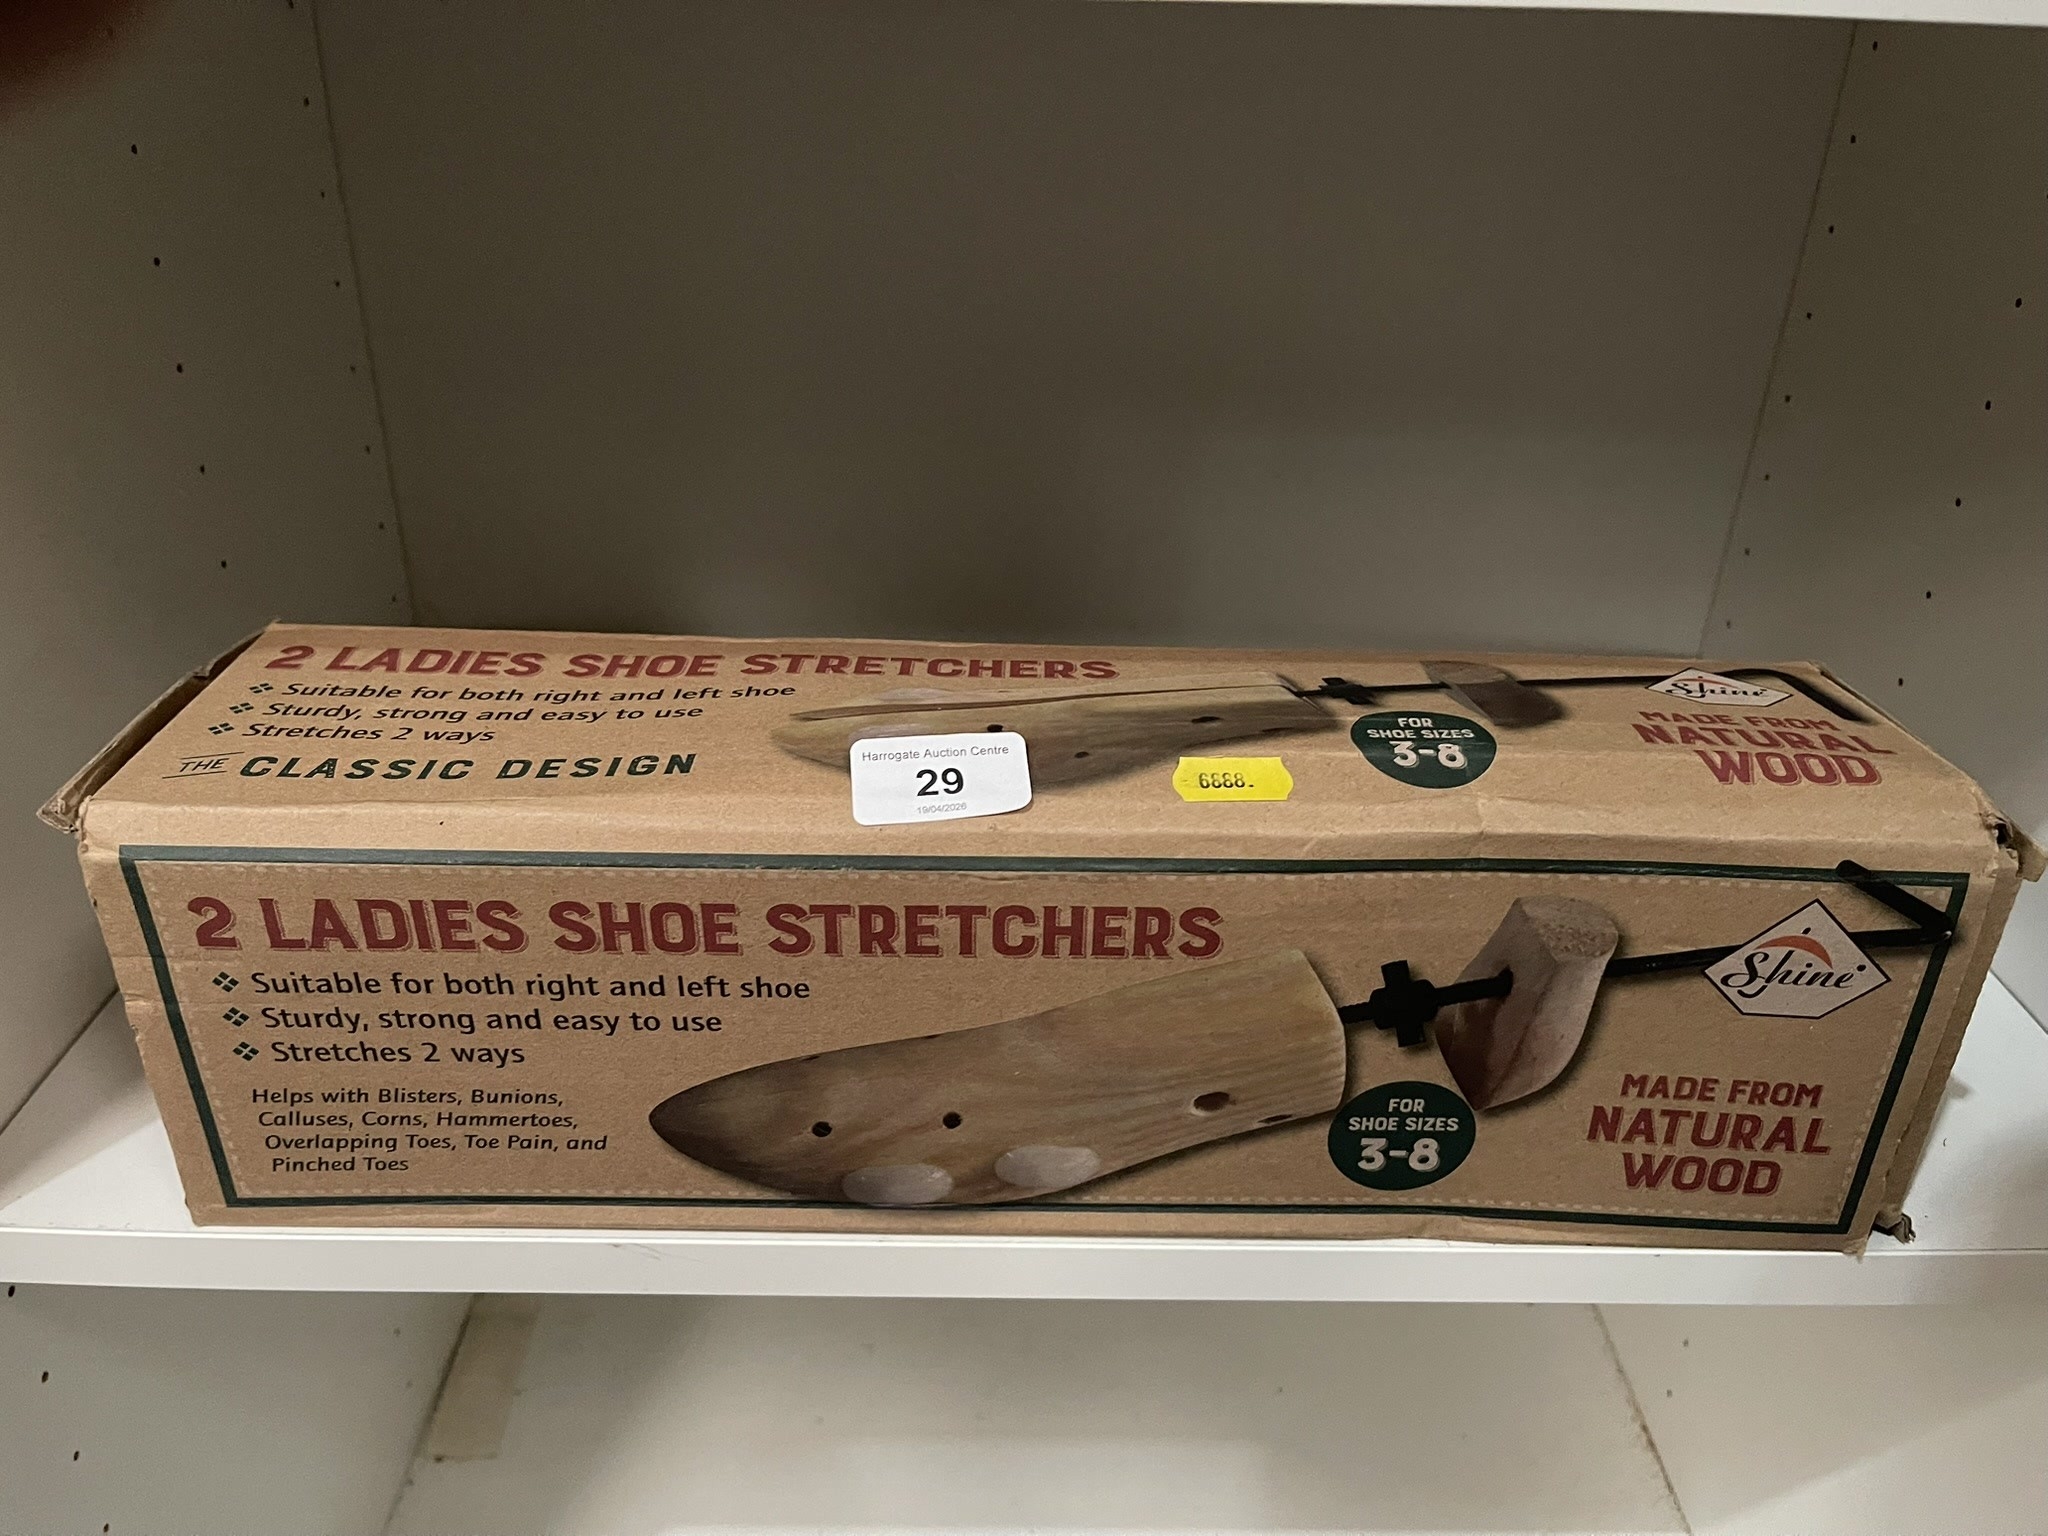 2 LADIES SHOE STRETCHERS
Suitable for both right and left shoe
Sturdy, strong and easy to use
Stretches 2 ways
THE CLASSIC DESIGN
Harrogate Auction Centre
29
19/04/2026
6888.
FOR
SHOE SIZES
3-8
Shine
MADE FROM
NATURAL
WOOD
2 LADIES SHOE STRETCHERS
Suitable for both right and left shoe
Sturdy, strong and easy to use
Stretches 2 ways
Helps with Blisters, Bunions,
Calluses, Corns, Hammertoes,
Overlapping Toes, Toe Pain, and
Pinched Toes
FOR
SHOE SIZES
3-8
Shine
MADE FROM
NATURAL
WOOD